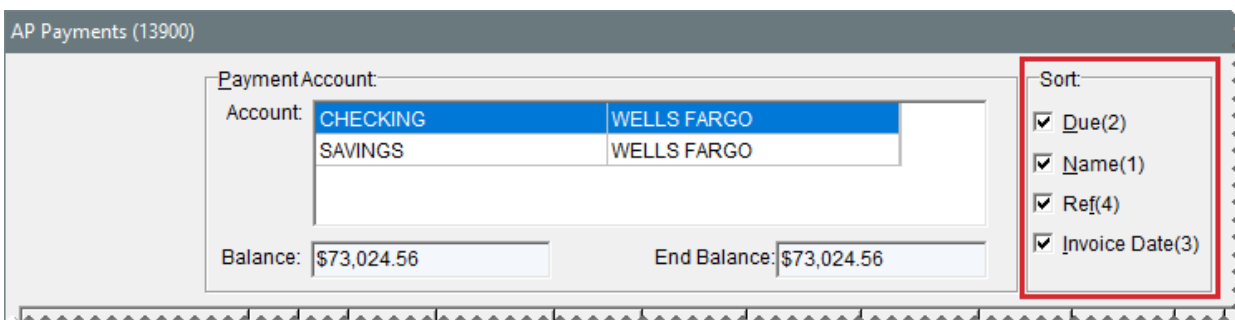 AP Payments (13900)
Payment Account:
Account:
CHECKING WELLS FARGO
SAVINGS WELLS FARGO
Balance: $73,024.56 End Balance: $73,024.56
Sort:
Due(2)
Name(1)
Ref(4)
Invoice Date(3)